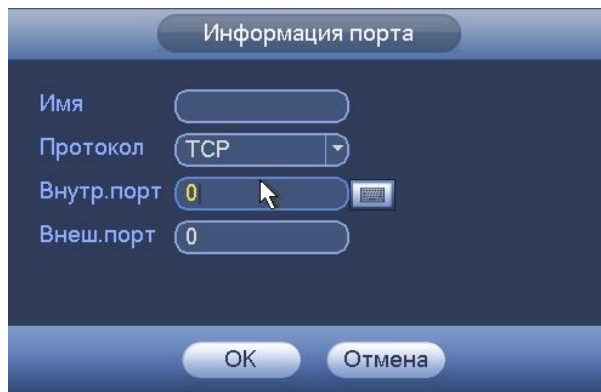 Информация порта
Имя
Протокол TCP
Внутр.порт 0
Внеш.порт 0
OK Отмена